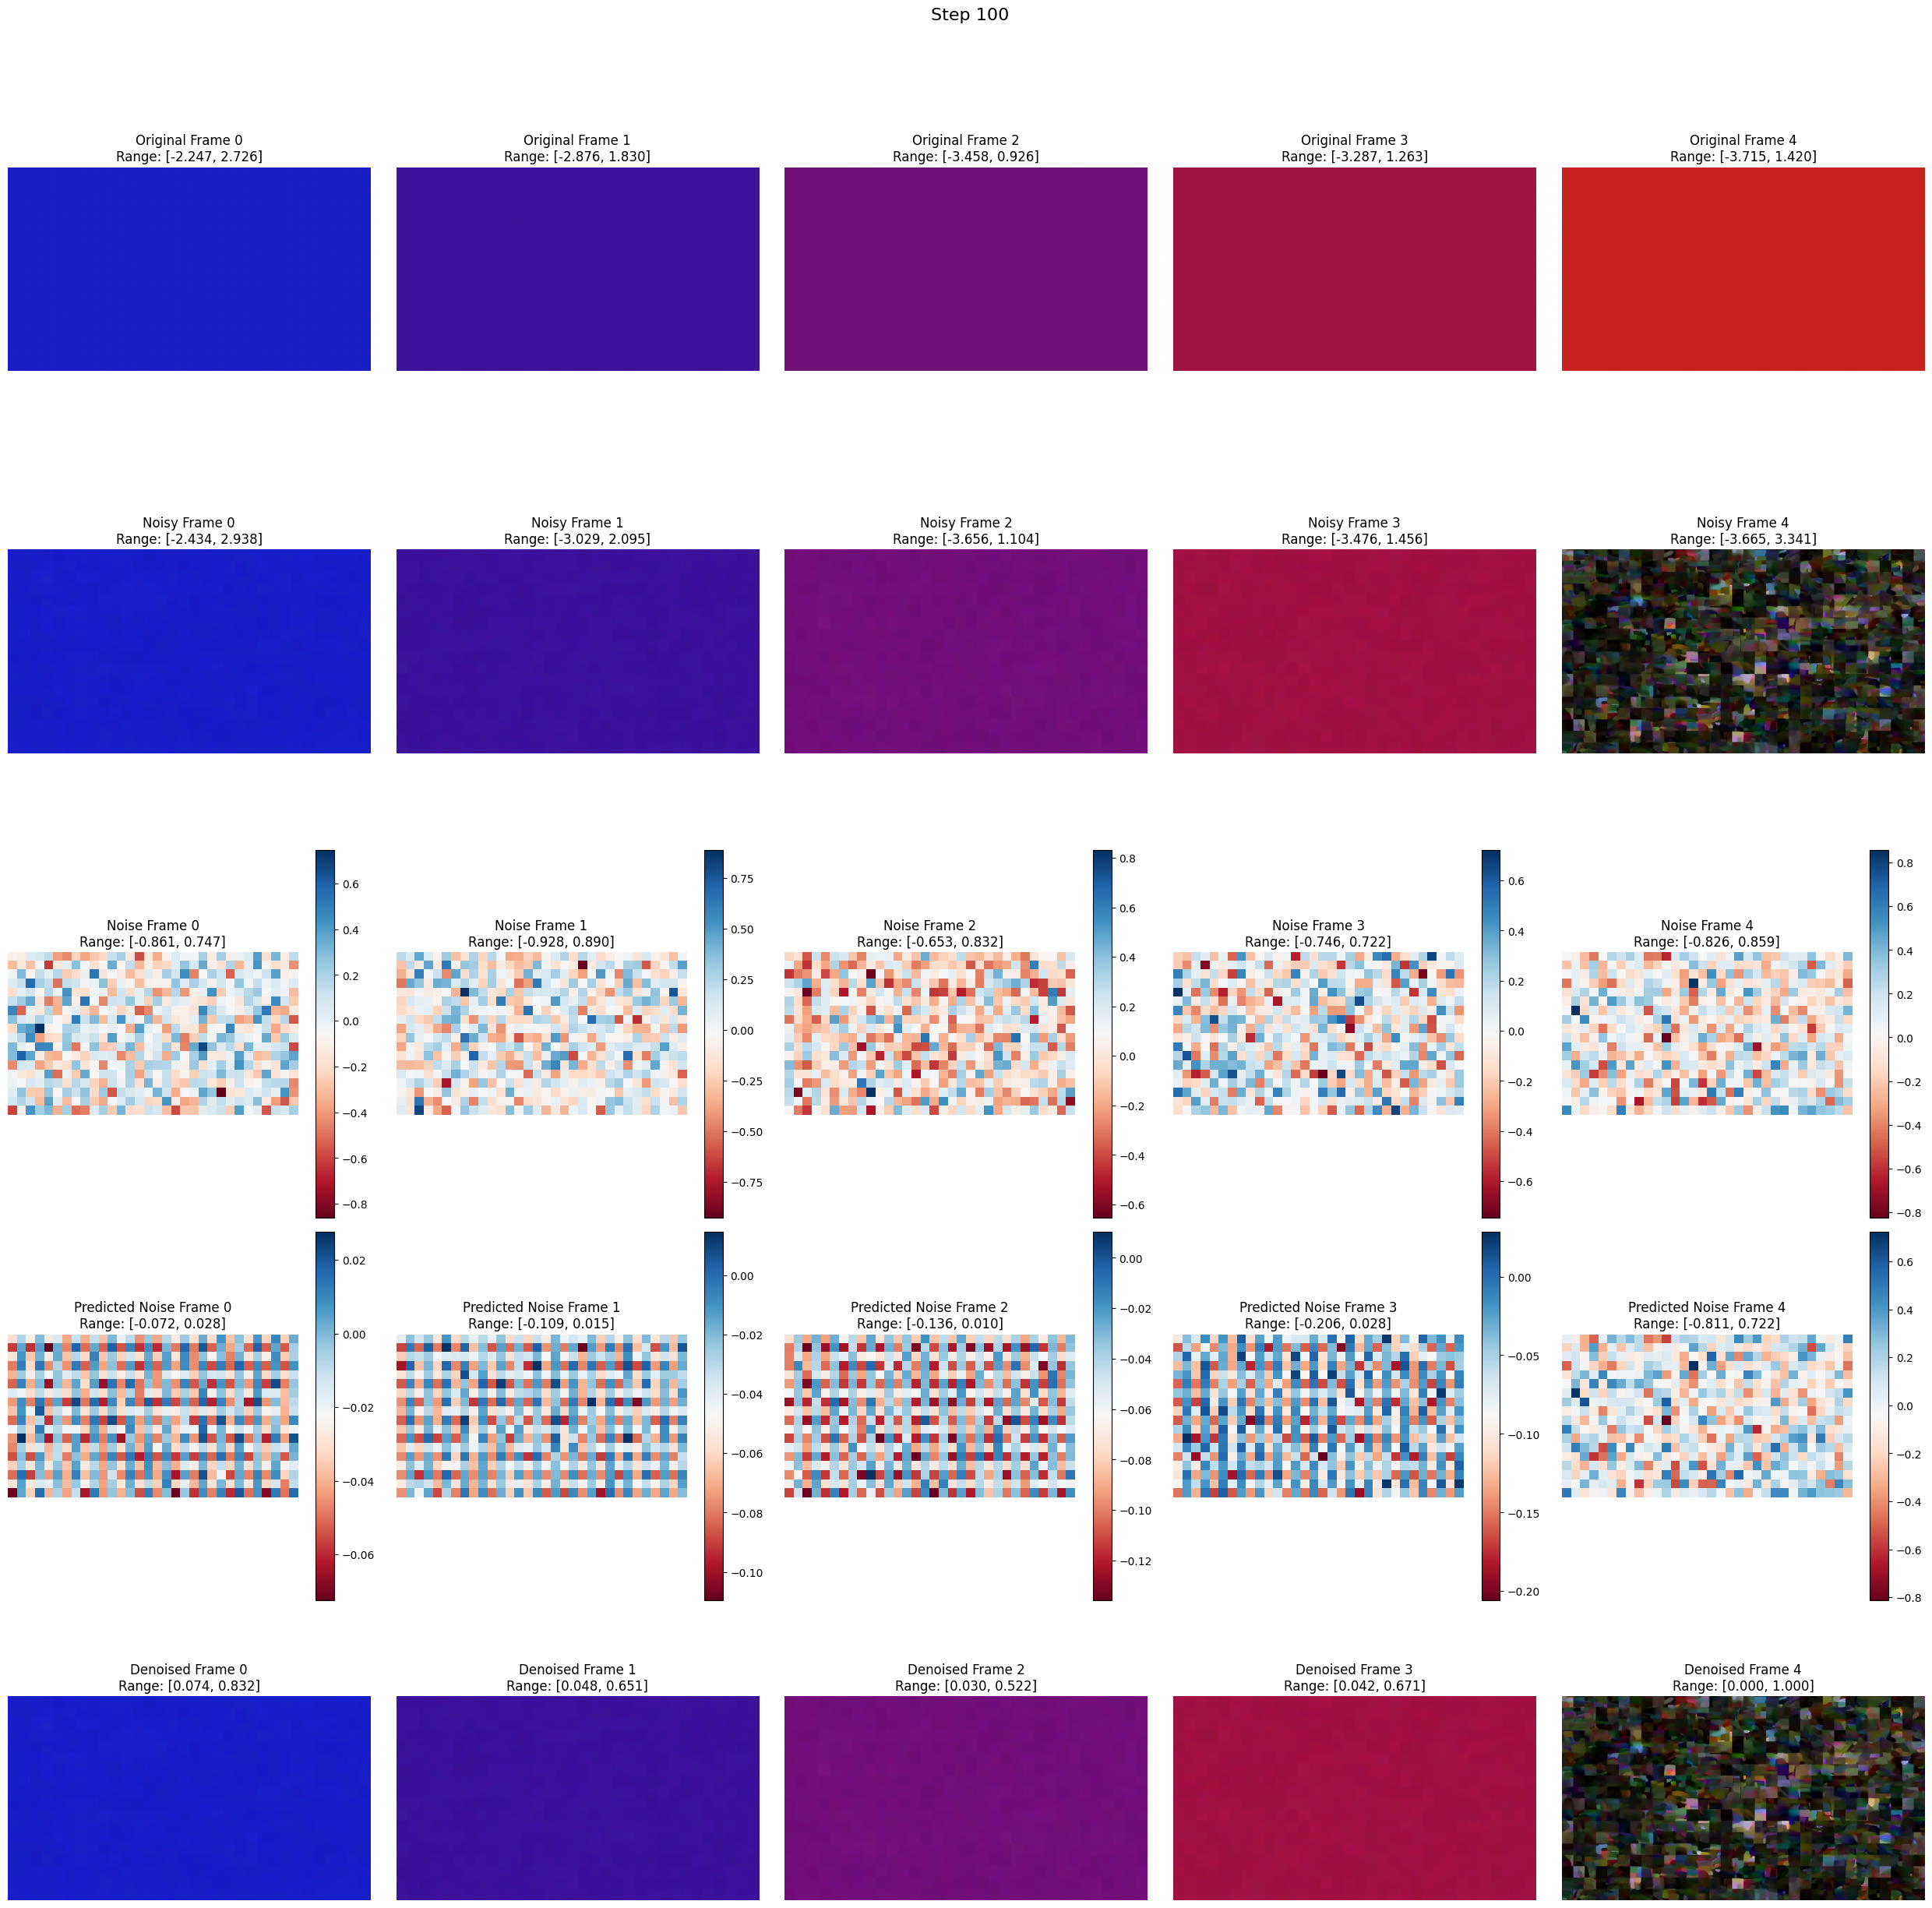 Step 100
Original Frame 0
Range: [-2.247, 2.726]
Original Frame 1
Range: [-2.876, 1.830]
Original Frame 2
Range: [-3.458, 0.926]
Original Frame 3
Range: [-3.287, 1.263]
Original Frame 4
Range: [-3.715, 1.420]
Noisy Frame 0
Range: [-2.434, 2.938]
Noisy Frame 1
Range: [-3.029, 2.095]
Noisy Frame 2
Range: [-3.656, 1.104]
Noisy Frame 3
Range: [-3.476, 1.456]
Noisy Frame 4
Range: [-3.665, 3.341]
Noise Frame 0
Range: [-0.861, 0.747]
0.6
0.4
0.2
0.0
−0.2
−0.4
−0.6
−0.8
Noise Frame 1
Range: [-0.928, 0.890]
0.75
0.50
0.25
0.00
−0.25
−0.50
−0.75
Noise Frame 2
Range: [-0.653, 0.832]
0.8
0.6
0.4
0.2
0.0
−0.2
−0.4
−0.6
Noise Frame 3
Range: [-0.746, 0.722]
0.6
0.4
0.2
0.0
−0.2
−0.4
−0.6
Noise Frame 4
Range: [-0.826, 0.859]
0.8
0.6
0.4
0.2
0.0
−0.2
−0.4
−0.6
−0.8
Predicted Noise Frame 0
Range: [-0.072, 0.028]
0.02
0.00
−0.02
−0.04
−0.06
Predicted Noise Frame 1
Range: [-0.109, 0.015]
0.00
−0.02
−0.04
−0.06
−0.08
−0.10
Predicted Noise Frame 2
Range: [-0.136, 0.010]
0.00
−0.02
−0.04
−0.06
−0.08
−0.10
−0.12
Predicted Noise Frame 3
Range: [-0.206, 0.028]
0.00
−0.05
−0.10
−0.15
−0.20
Predicted Noise Frame 4
Range: [-0.811, 0.722]
0.6
0.4
0.2
0.0
−0.2
−0.4
−0.6
−0.8
Denoised Frame 0
Range: [0.074, 0.832]
Denoised Frame 1
Range: [0.048, 0.651]
Denoised Frame 2
Range: [0.030, 0.522]
Denoised Frame 3
Range: [0.042, 0.671]
Denoised Frame 4
Range: [0.000, 1.000]